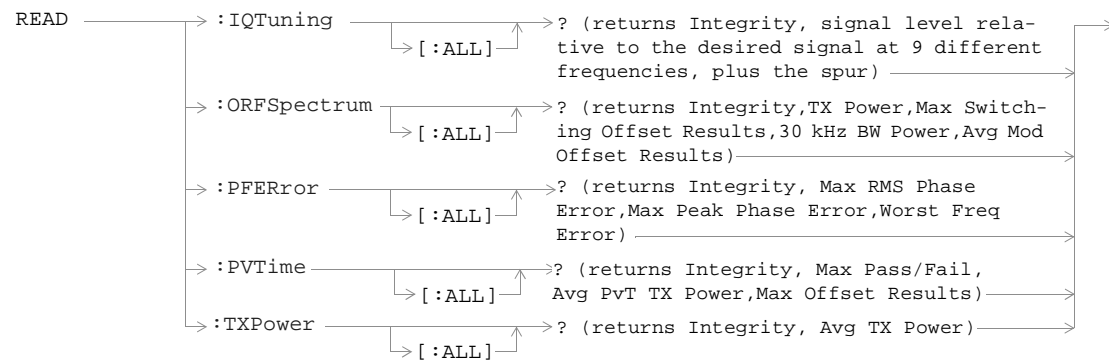 READ :IQTuning ? (returns Integrity, signal level rela-
[:ALL] tive to the desired signal at 9 different
frequencies, plus the spur)
:ORFSpectrum ? (returns Integrity,TX Power,Max Switch-
[:ALL] ing Offset Results,30 kHz BW Power,Avg Mod
Offset Results)
:PFERror ? (returns Integrity, Max RMS Phase
[:ALL] Error,Max Peak Phase Error,Worst Freq
Error)
:PVTime ? (returns Integrity, Max Pass/Fail,
[:ALL] Avg PvT TX Power,Max Offset Results)
:TXPower ? (returns Integrity, Avg TX Power)
[:ALL]